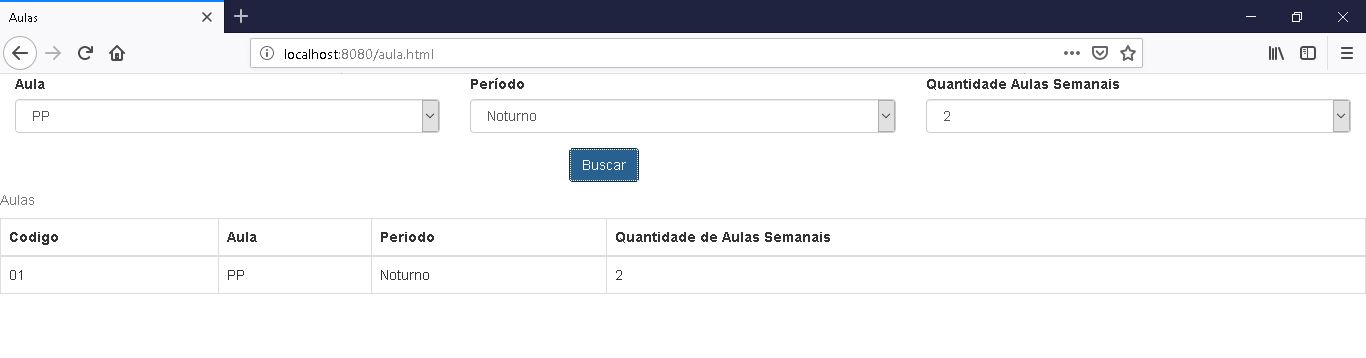 Aulas
localhost:8080/aula.html
Aula Período Quantidade Aulas Semanais
PP Noturno 2
Buscar
Aulas
Codigo Aula Periodo Quantidade de Aulas Semanais
01 PP Noturno 2